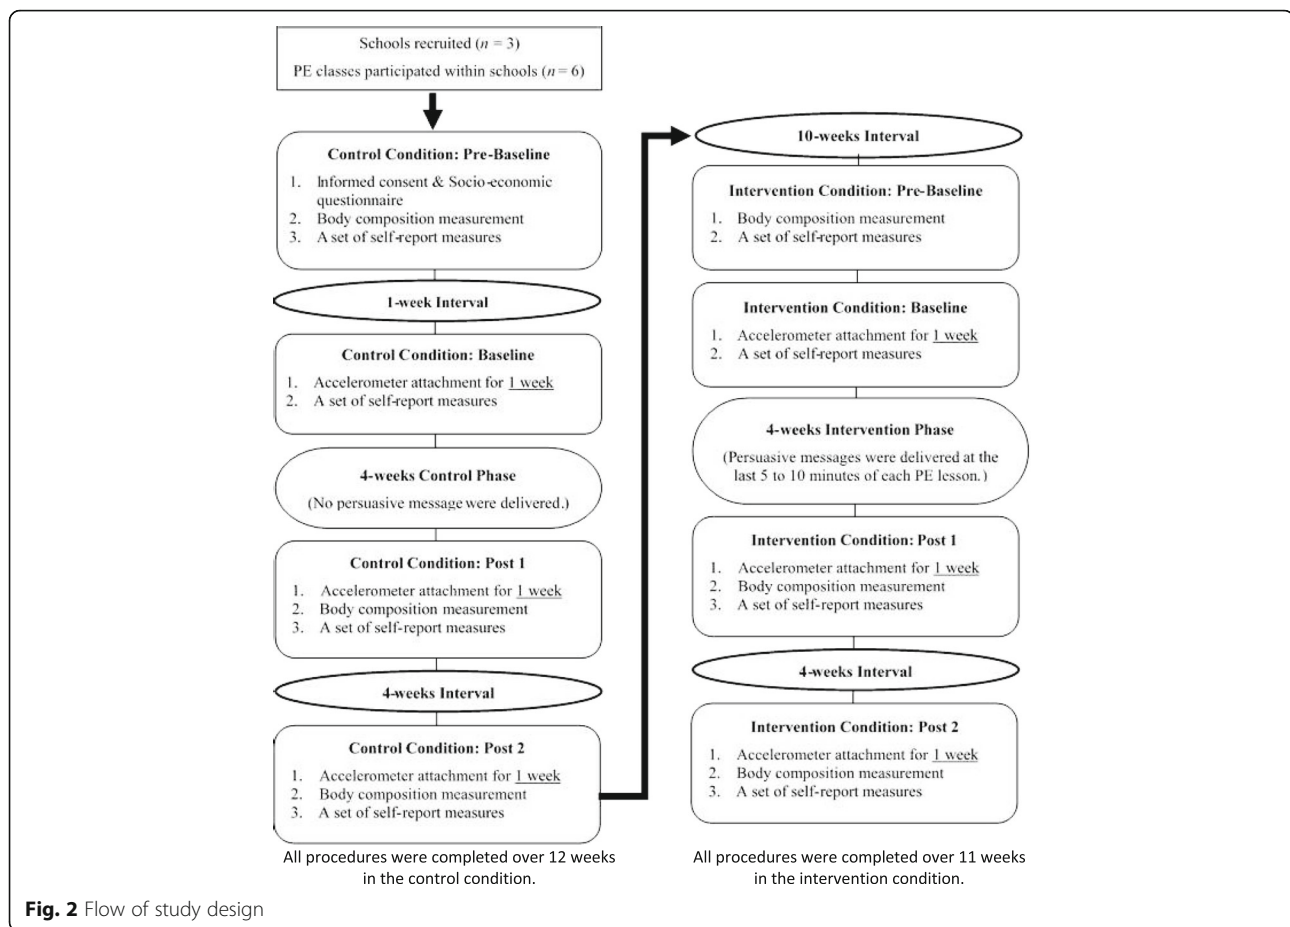 Schools recruited (n = 3)
PE classes participated within schools (n = 6)
Control Condition: Pre-Baseline
1. Informed consent & Socio-economic
questionnaire
2. Body composition measurement
3. A set of self-report measures
1-week Interval
Control Condition: Baseline
1. Accelerometer attachment for 1 week
2. A set of self-report measures
4-weeks Control Phase
(No persuasive message were delivered.)
Control Condition: Post 1
1. Accelerometer attachment for 1 week
2. Body composition measurement
3. A set of self-report measures
4-weeks Interval
Control Condition: Post 2
1. Accelerometer attachment for 1 week
2. Body composition measurement
3. A set of self-report measures
All procedures were completed over 12 weeks
in the control condition.
10-weeks Interval
Intervention Condition: Pre-Baseline
1. Body composition measurement
2. A set of self-report measures
Intervention Condition: Baseline
1. Accelerometer attachment for 1 week
2. A set of self-report measures
4-weeks Intervention Phase
(Persuasive messages were delivered at the
last 5 to 10 minutes of each PE lesson.)
Intervention Condition: Post 1
1. Accelerometer attachment for 1 week
2. Body composition measurement
3. A set of self-report measures
4-weeks Interval
Intervention Condition: Post 2
1. Accelerometer attachment for 1 week
2. Body composition measurement
3. A set of self-report measures
All procedures were completed over 11 weeks
in the intervention condition.
Fig. 2 Flow of study design